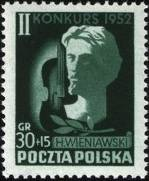 II KONKURS 1952
GR
30+15 H.WIENIAWSKI
POCZTA POLSKA